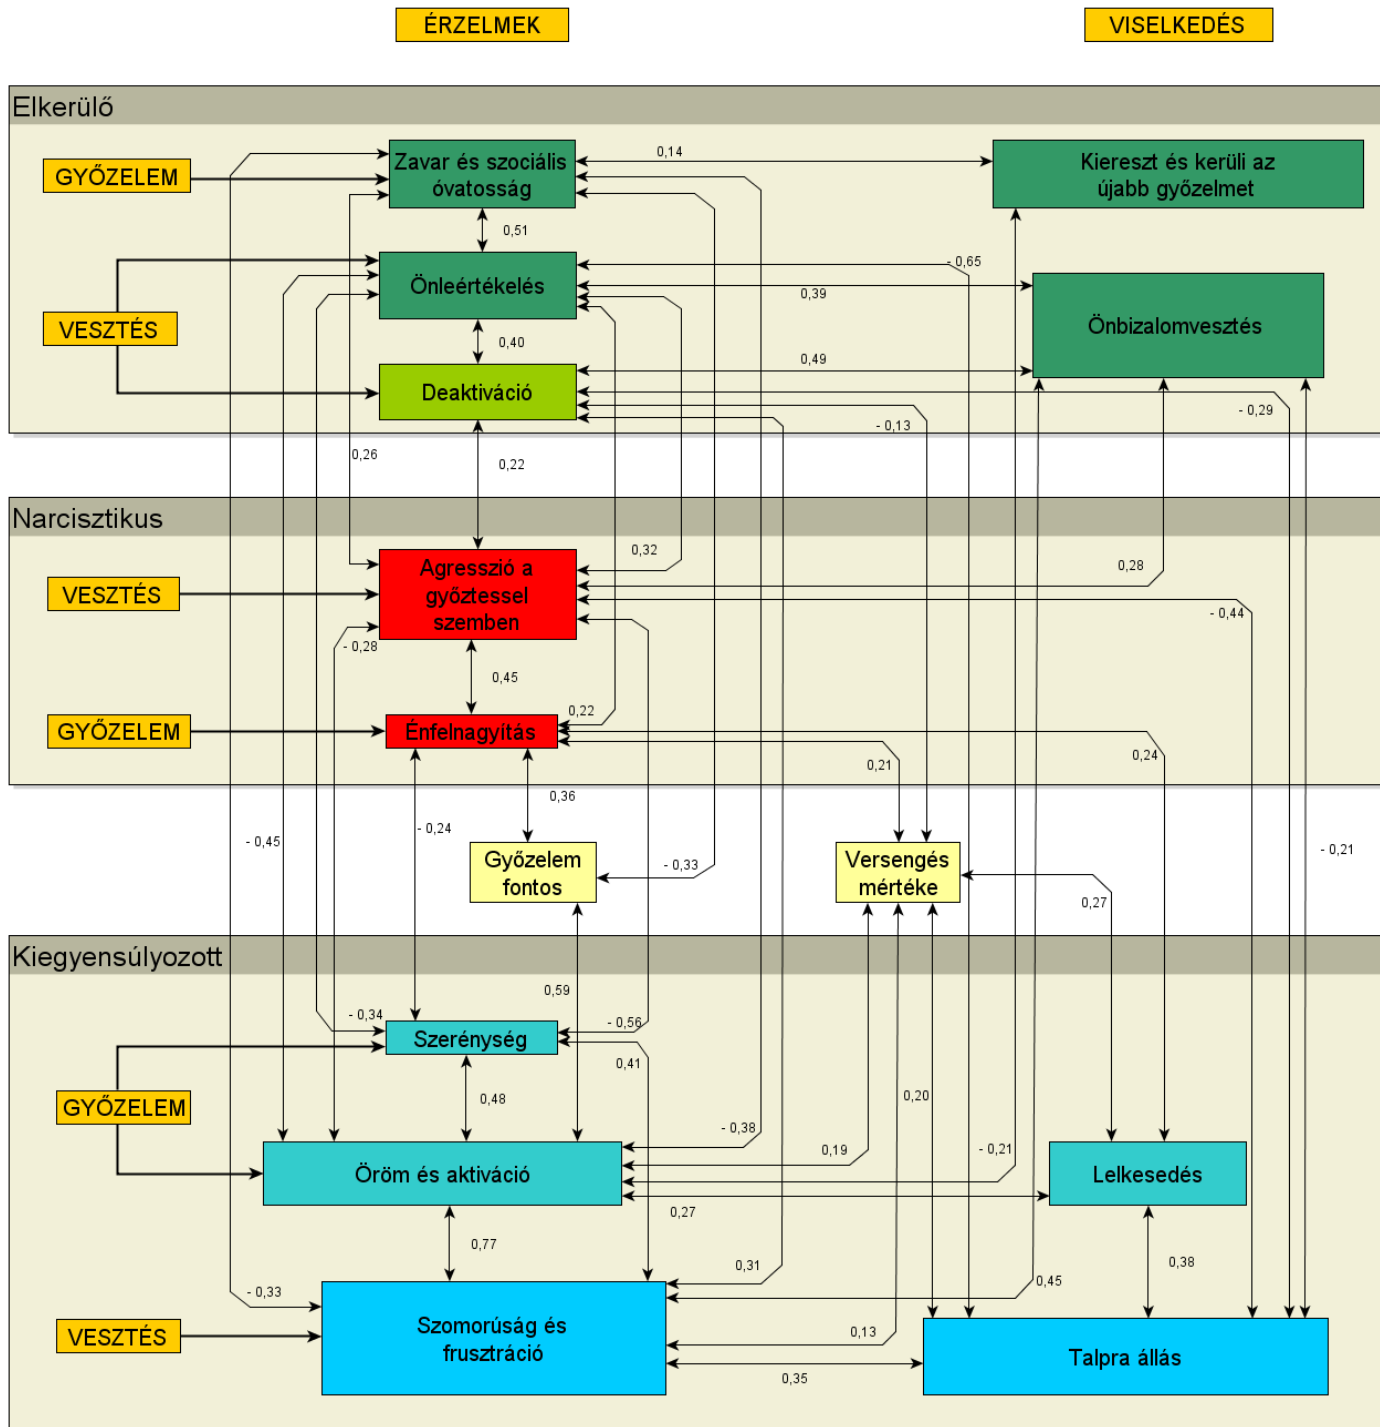 ÉRZELMEK
VISELKEDÉS
Elkerülő
GYŐZELEM
Zavar és szociális
óvatosság
0,14
Kiereszt és kerüli az
újabb győzelmet
0,51
Önleértékelés
- 0,65
0,39
Önbizalomvesztés
VESZTÉS
0,40
0,49
Deaktiváció
- 0,13
- 0,29
0,26
0,22
Narcisztikus
0,32
0,28
VESZTÉS
Agresszió a
győztessel
szemben
- 0,44
- 0,28
0,45
0,22
GYŐZELEM
Énfelnagyítás
0,21
0,24
0,36
- 0,45
- 0,24
Győzelem
fontos
- 0,33
Versengés
mértéke
- 0,21
0,27
Kiegyensúlyozott
0,59
- 0,34
- 0,56
Szerénység
0,41
GYŐZELEM
0,48
0,20
- 0,38
0,19
- 0,21
Öröm és aktiváció
Lelkesedés
0,27
0,77
0,31
0,45
0,38
- 0,33
VESZTÉS
Szomorúság és
frusztráció
0,13
0,35
Talpra állás